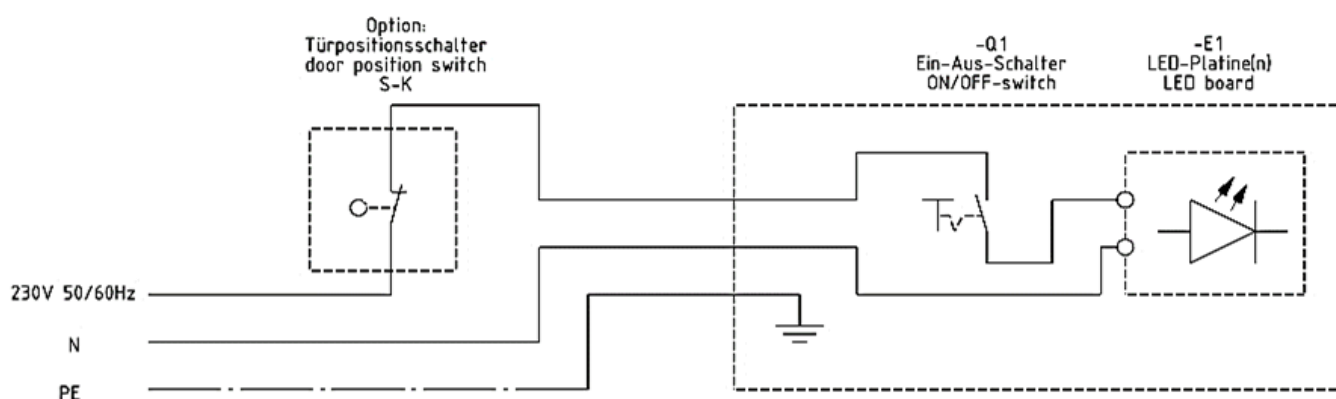 Option:
Türpositionsschalter
door position switch
S-K
-Q1
Ein-Aus-Schalter
ON/OFF-switch
-E1
LED-Platine(n)
LED board
230V 50/60Hz
N
PE